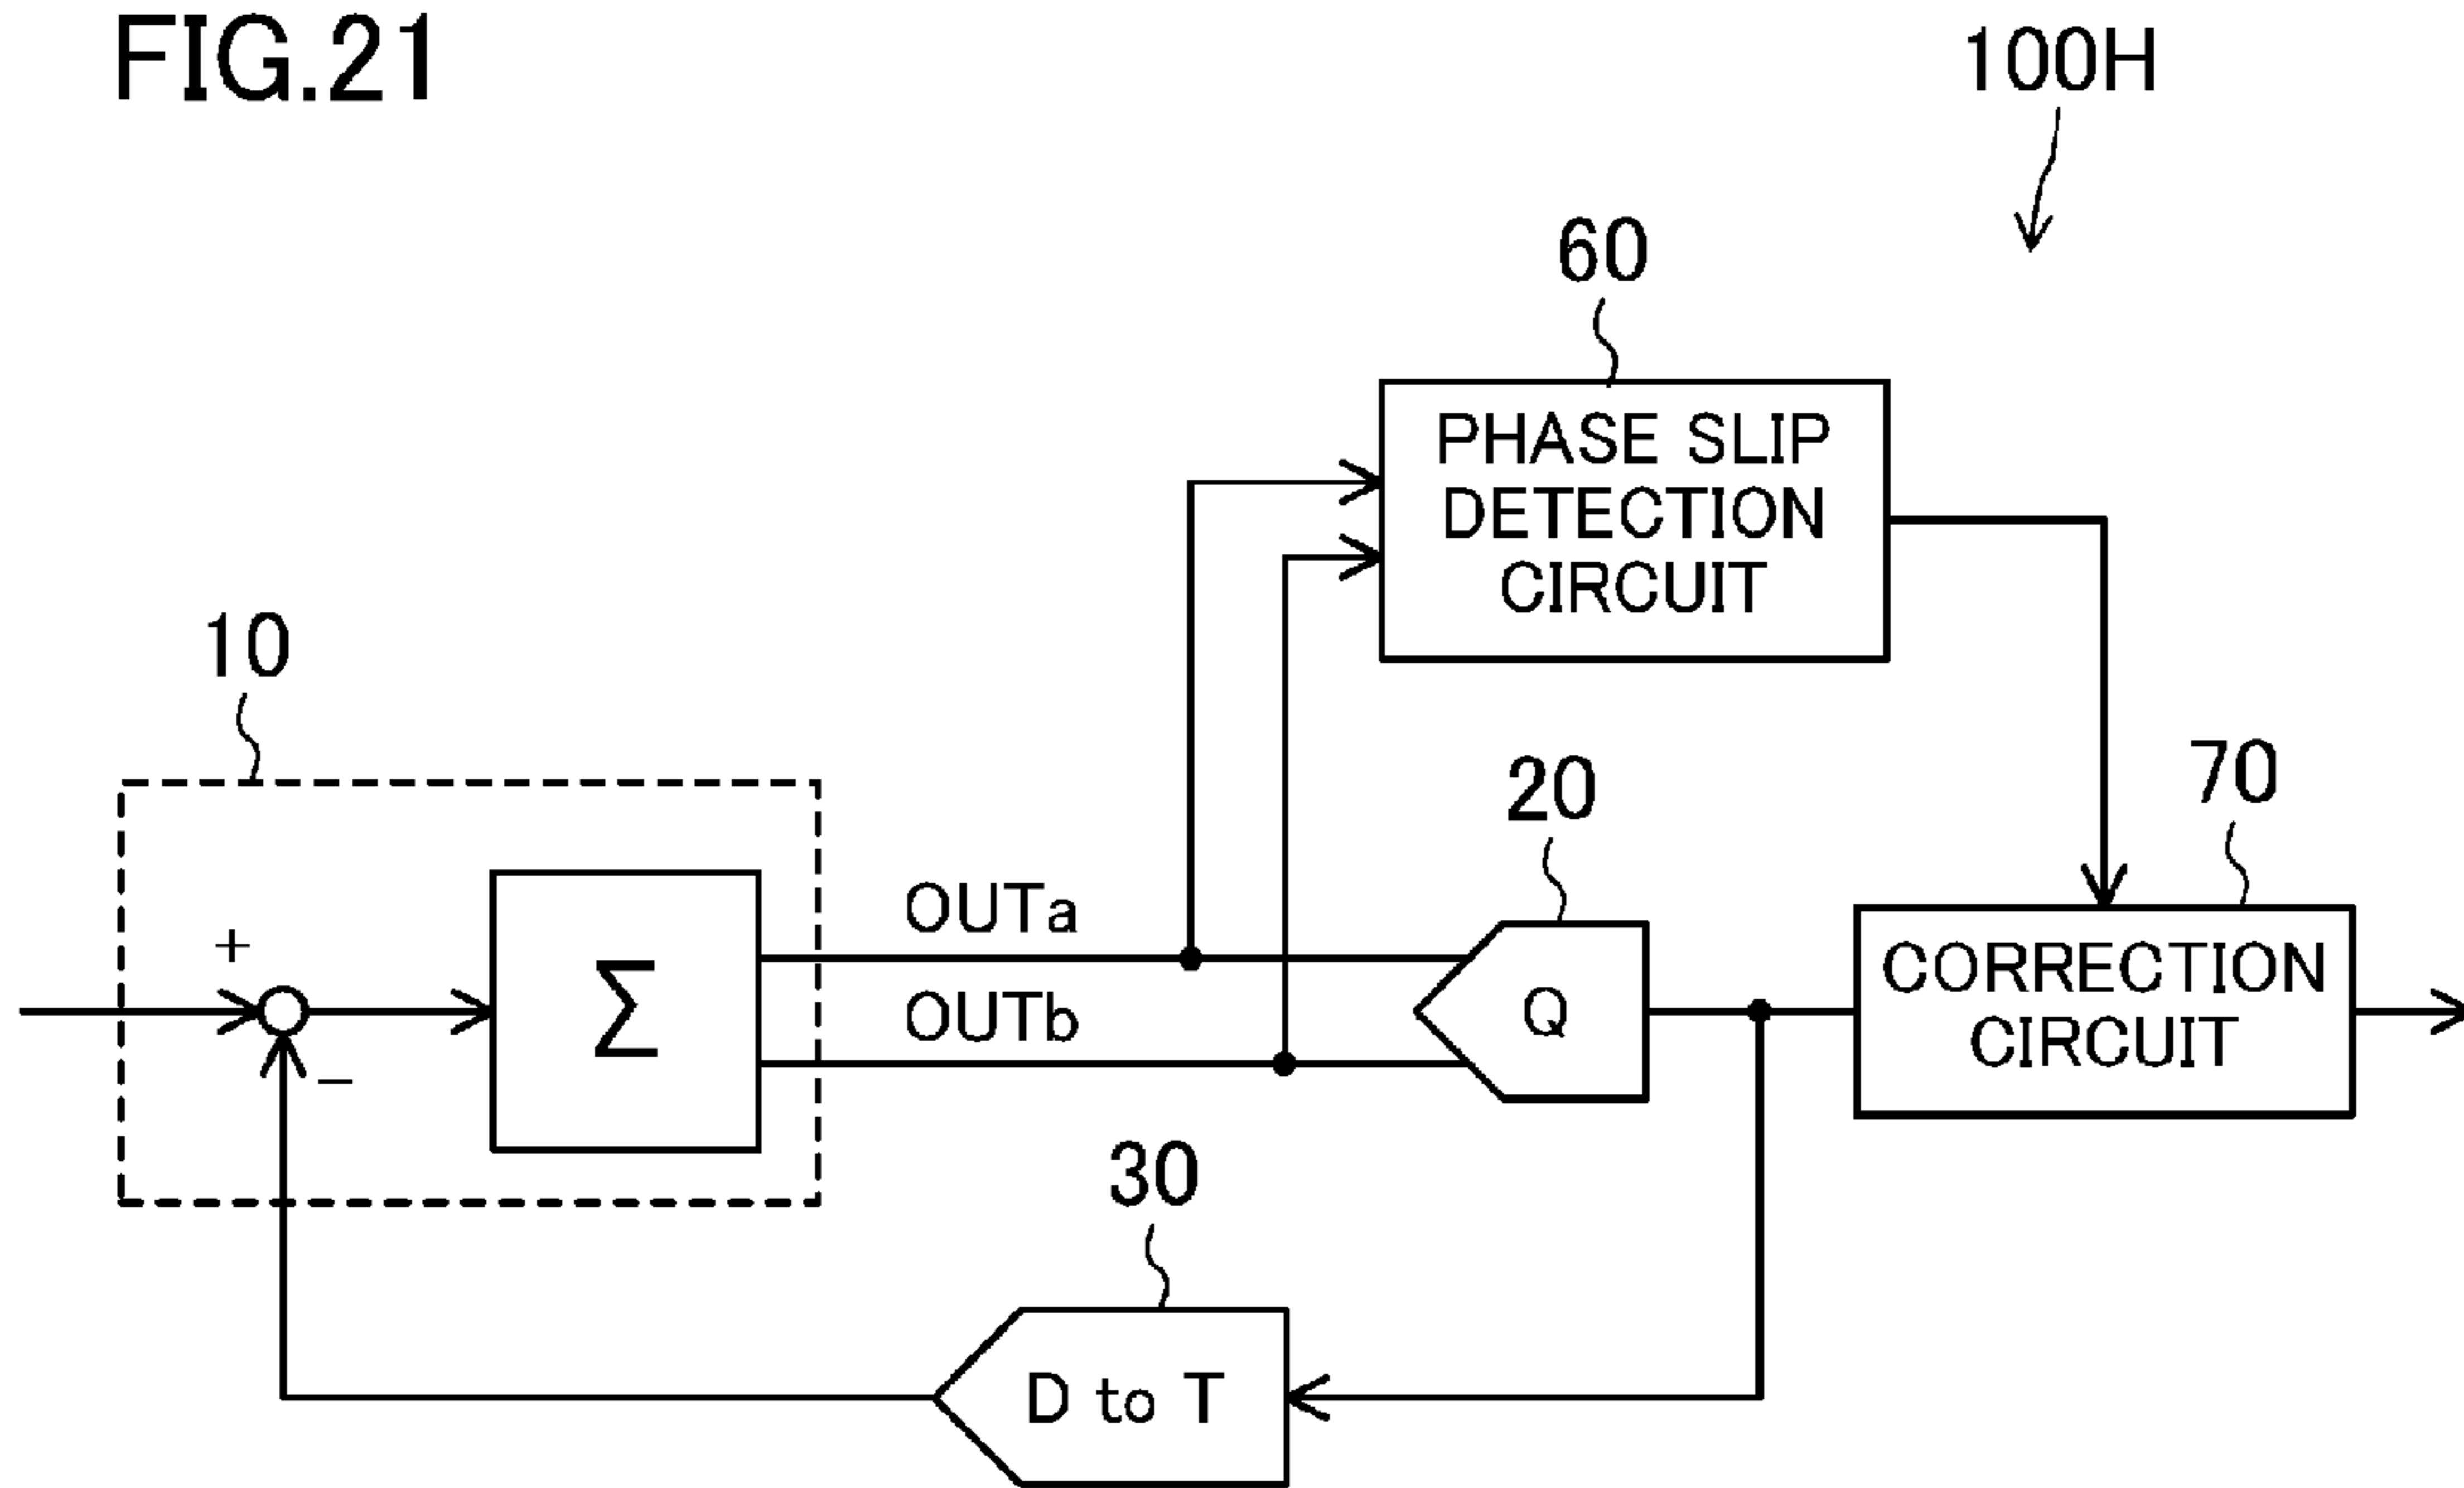 FIG.21
100H
60
PHASE SLIP
DETECTION
CIRCUIT
10
20
70
OUTa
+
Σ
OUTb
Q
CORRECTION
CIRCUIT
−
30
D to T